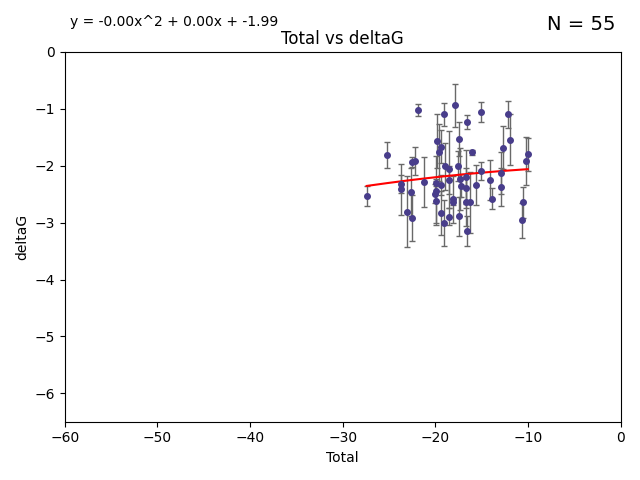 y = -0.00x^2 + 0.00x + -1.99
N = 55
Total vs deltaG
0
−1
−2
−3
−4
−5
−6
deltaG
−60 −50 −40 −30 −20 −10 0
Total